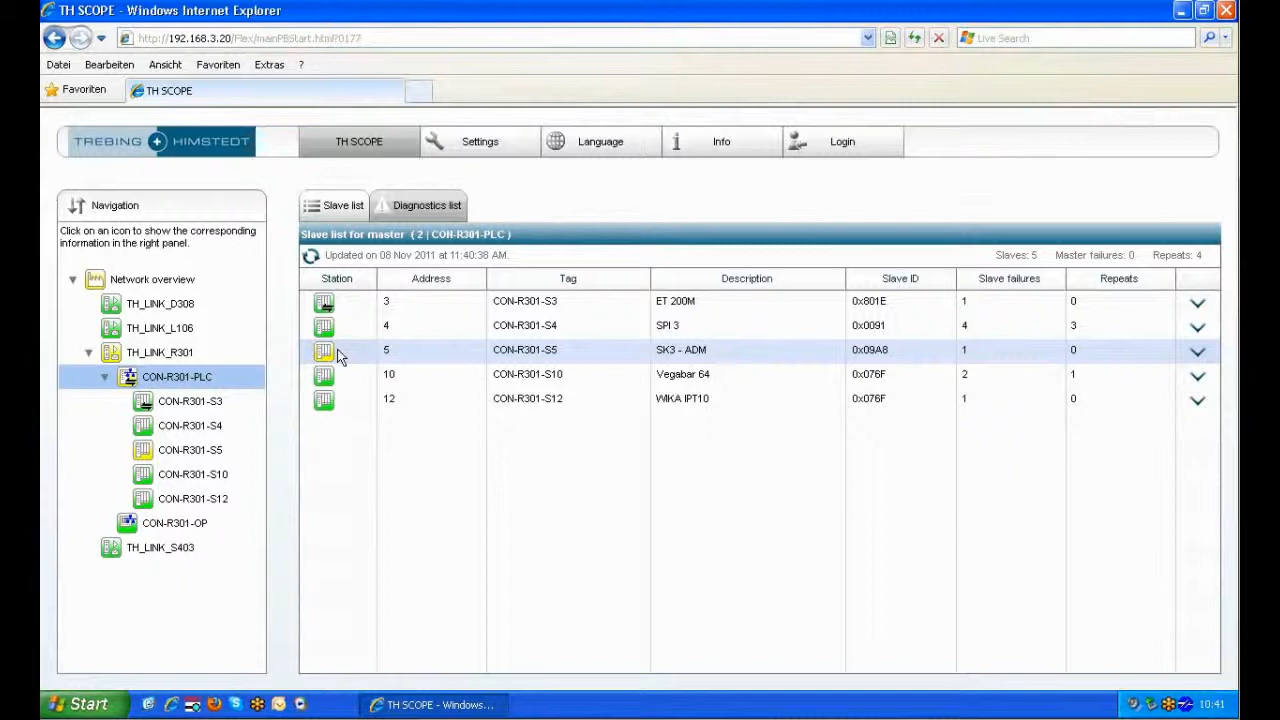 TH SCOPE - Windows Internet Explorer
http://192.168.3.20/Flex/mainPBStart.html?0177
Live Search
Datei Bearbeiten Ansicht Favoriten Extras ?
Favoriten TH SCOPE
TREBING + HIMSTEDT TH SCOPE Settings Language Info Login
Navigation
Click on an icon to show the corresponding
information in the right panel.
Network overview
TH_LINK_D308
TH_LINK_L106
TH_LINK_R301
CON-R301-PLC
CON-R301-S3
CON-R301-S4
CON-R301-S5
CON-R301-S10
CON-R301-S12
CON-R301-OP
TH_LINK_S403
Slave list Diagnostics list
Slave list for master ( 2 | CON-R301-PLC )
Updated on 08 Nov 2011 at 11:40:38 AM. Slaves: 5 Master failures: 0 Repeats: 4
Station Address Tag Description Slave ID Slave failures Repeats
3 CON-R301-S3 ET 200M 0x801E 1 0
4 CON-R301-S4 SPI 3 0x0091 4 3
5 CON-R301-S5 SK3 - ADM 0x09A8 1 0
10 CON-R301-S10 Vegabar 64 0x076F 2 1
12 CON-R301-S12 WIKA IPT10 0x076F 1 0
Start TH SCOPE - Windows... 10:41